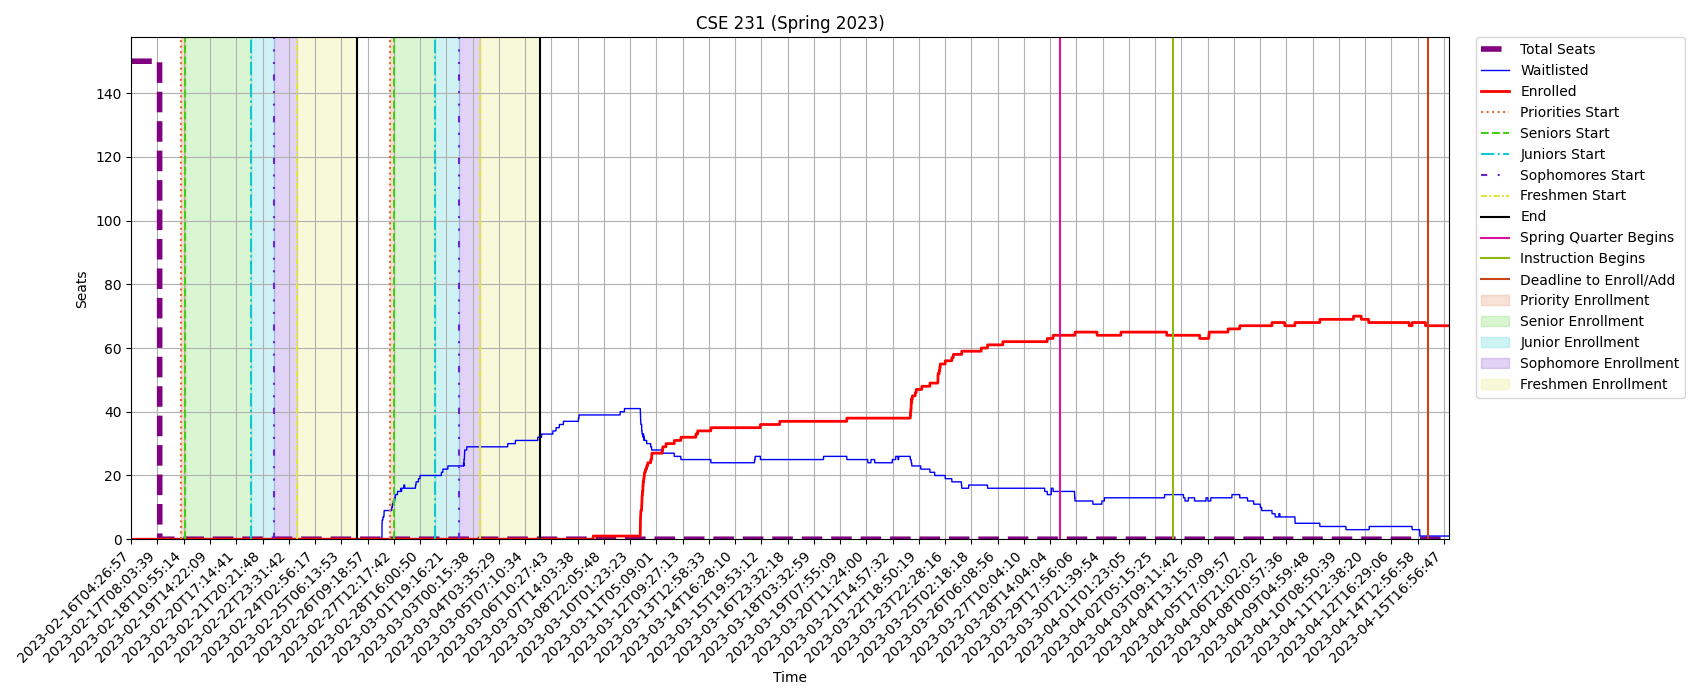 CSE 231 (Spring 2023)
Seats
140
120
100
80
60
40
20
0
2023-02-16T04:26:57
2023-02-17T08:03:39
2023-02-18T10:55:14
2023-02-19T14:22:09
2023-02-20T17:14:41
2023-02-21T20:21:48
2023-02-22T23:31:42
2023-02-24T02:56:17
2023-02-25T06:13:53
2023-02-26T09:18:57
2023-02-27T12:17:42
2023-02-28T16:00:50
2023-03-01T19:16:21
2023-03-03T00:15:38
2023-03-04T03:35:29
2023-03-05T07:10:34
2023-03-06T10:27:43
2023-03-07T14:03:38
2023-03-08T22:05:48
2023-03-10T01:23:23
2023-03-11T05:09:01
2023-03-12T09:27:13
2023-03-13T12:58:33
2023-03-14T16:28:10
2023-03-15T19:53:12
2023-03-16T23:32:18
2023-03-18T03:32:59
2023-03-19T07:55:09
2023-03-20T11:24:00
2023-03-21T14:57:32
2023-03-22T18:50:19
2023-03-23T22:28:16
2023-03-25T02:18:18
2023-03-26T06:08:56
2023-03-27T10:04:10
2023-03-28T14:04:04
2023-03-29T17:56:06
2023-03-30T21:39:54
2023-04-01T01:23:05
2023-04-02T05:15:25
2023-04-03T09:11:42
2023-04-04T13:15:09
2023-04-05T17:09:57
2023-04-06T21:02:02
2023-04-08T00:57:36
2023-04-09T04:59:48
2023-04-10T08:50:39
2023-04-11T12:38:20
2023-04-12T16:29:06
2023-04-14T12:56:58
2023-04-15T16:56:47
Time
Total Seats
Waitlisted
Enrolled
Priorities Start
Seniors Start
Juniors Start
Sophomores Start
Freshmen Start
End
Spring Quarter Begins
Instruction Begins
Deadline to Enroll/Add
Priority Enrollment
Senior Enrollment
Junior Enrollment
Sophomore Enrollment
Freshmen Enrollment